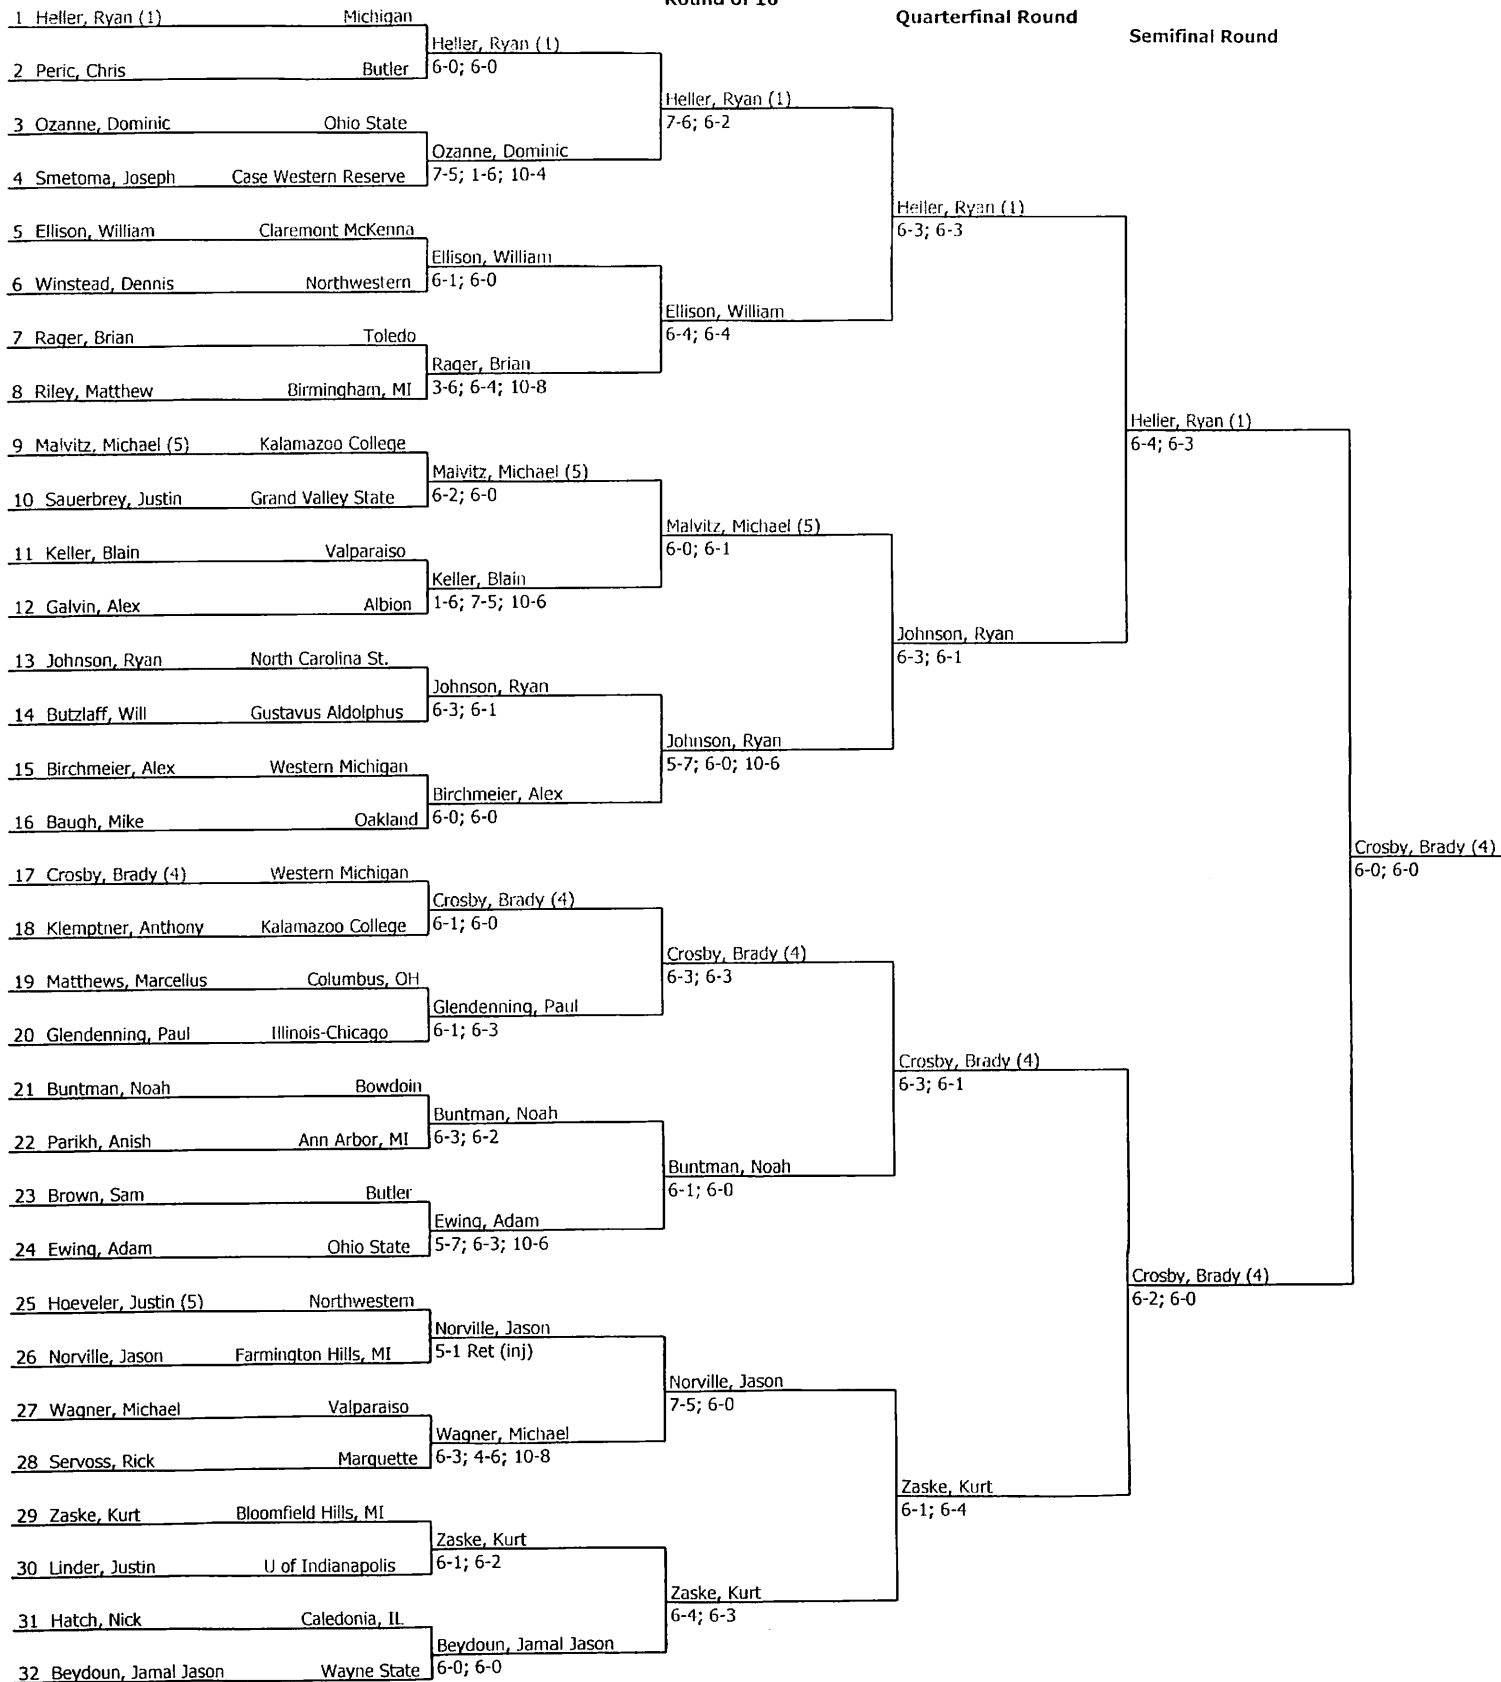 Round of 16
Quarterfinal Round
Semifinal Round
1 Heller, Ryan (1) Michigan
Heller, Ryan (1)
6-0; 6-0
2 Peric, Chris Butler
Heller, Ryan (1)
7-6; 6-2
3 Ozanne, Dominic Ohio State
Ozanne, Dominic
7-5; 1-6; 10-4
4 Smetoma, Joseph Case Western Reserve
Heller, Ryan (1)
6-3; 6-3
5 Ellison, William Claremont McKenna
Ellison, William
6-1; 6-0
6 Winstead, Dennis Northwestern
Ellison, William
6-4; 6-4
7 Rager, Brian Toledo
Rager, Brian
3-6; 6-4; 10-8
8 Riley, Matthew Birmingham, MI
Heller, Ryan (1)
6-4; 6-3
9 Malvitz, Michael (5) Kalamazoo College
Malvitz, Michael (5)
6-2; 6-0
10 Sauerbrey, Justin Grand Valley State
Malvitz, Michael (5)
6-0; 6-1
11 Keller, Blain Valparaiso
Keller, Blain
1-6; 7-5; 10-6
12 Galvin, Alex Albion
Johnson, Ryan
6-3; 6-1
13 Johnson, Ryan North Carolina St.
Johnson, Ryan
6-3; 6-1
14 Butzlaff, Will Gustavus Aldolphus
Johnson, Ryan
5-7; 6-0; 10-6
15 Birchmeier, Alex Western Michigan
Birchmeier, Alex
6-0; 6-0
16 Baugh, Mike Oakland
Crosby, Brady (4)
6-0; 6-0
17 Crosby, Brady (4) Western Michigan
Crosby, Brady (4)
6-1; 6-0
18 Klemptner, Anthony Kalamazoo College
Crosby, Brady (4)
6-3; 6-3
19 Matthews, Marcellus Columbus, OH
Glendenning, Paul
6-1; 6-3
20 Glendenning, Paul Illinois-Chicago
Crosby, Brady (4)
6-3; 6-1
21 Buntman, Noah Bowdoin
Buntman, Noah
6-3; 6-2
22 Parikh, Anish Ann Arbor, MI
Buntman, Noah
6-1; 6-0
23 Brown, Sam Butler
Ewing, Adam
5-7; 6-3; 10-6
24 Ewing, Adam Ohio State
Crosby, Brady (4)
6-2; 6-0
25 Hoeveler, Justin (5) Northwestern
Norville, Jason
5-1 Ret (inj)
26 Norville, Jason Farmington Hills, MI
Norville, Jason
7-5; 6-0
27 Wagner, Michael Valparaiso
Wagner, Michael
6-3; 4-6; 10-8
28 Servoss, Rick Marquette
Zaske, Kurt
6-1; 6-4
29 Zaske, Kurt Bloomfield Hills, MI
Zaske, Kurt
6-1; 6-2
30 Linder, Justin U of Indianapolis
Zaske, Kurt
6-4; 6-3
31 Hatch, Nick Caledonia, IL
Beydoun, Jamal Jason
6-0; 6-0
32 Beydoun, Jamal Jason Wayne State